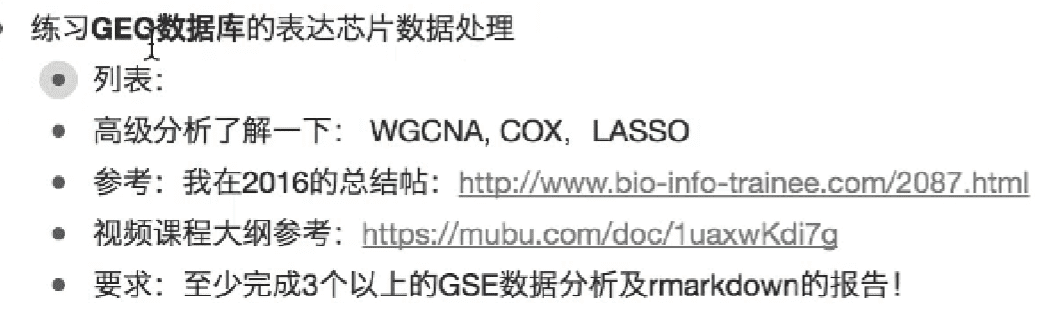 练习GEO数据库的表达芯片数据处理
列表：
高级分析了解一下： WGCNA, COX，LASSO
参考：我在2016的总结帖：http://www.bio-info-trainee.com/2087.html
视频课程大纲参考：https://mubu.com/doc/1uaxwKdi7g
要求：至少完成3个以上的GSE数据分析及rmarkdown的报告！